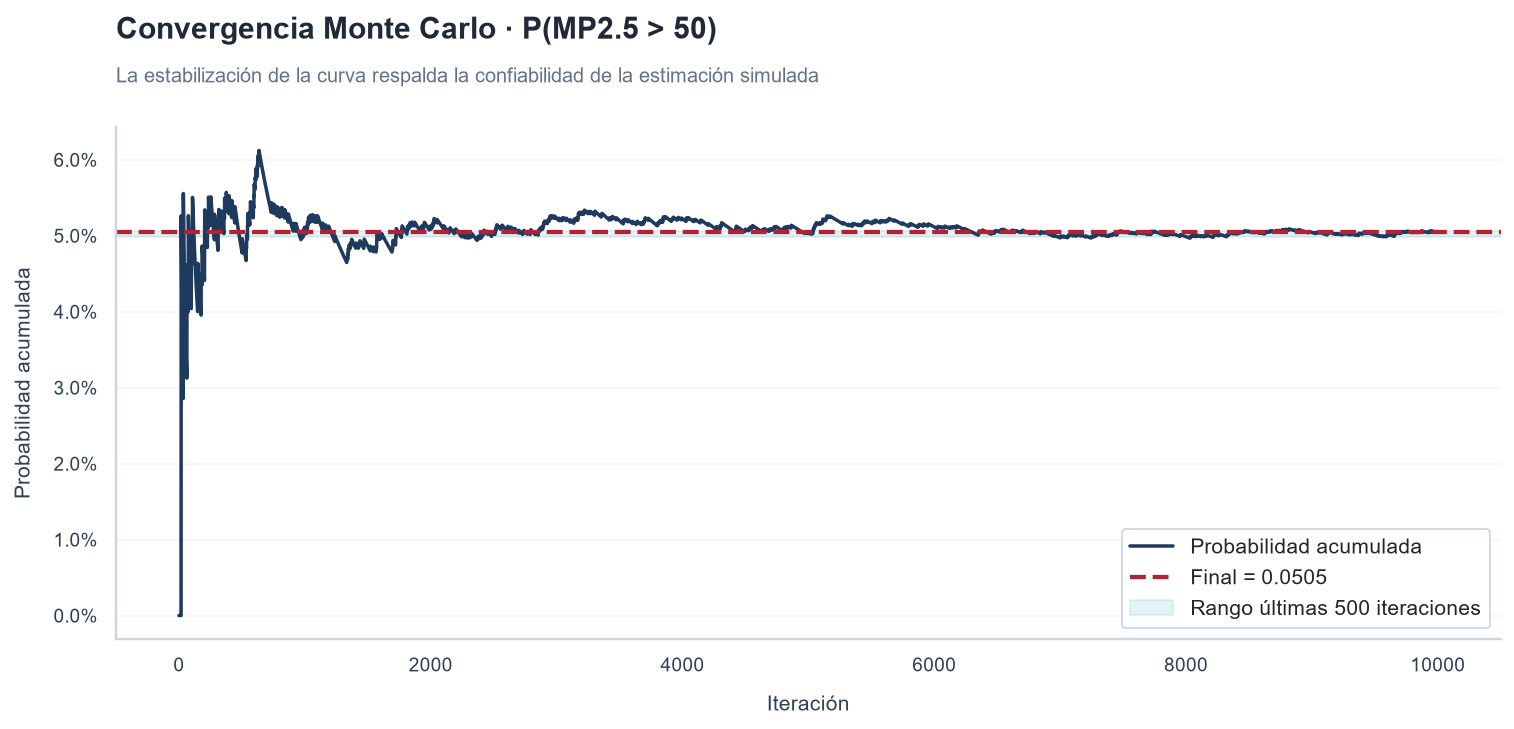 Convergencia Monte Carlo · P(MP2.5 > 50)
La estabilización de la curva respalda la confiabilidad de la estimación simulada
Probabilidad acumulada
6.0%
5.0%
4.0%
3.0%
2.0%
1.0%
0.0%
Probabilidad acumulada
Final = 0.0505
Rango últimas 500 iteraciones
0
2000
4000
6000
8000
10000
Iteración